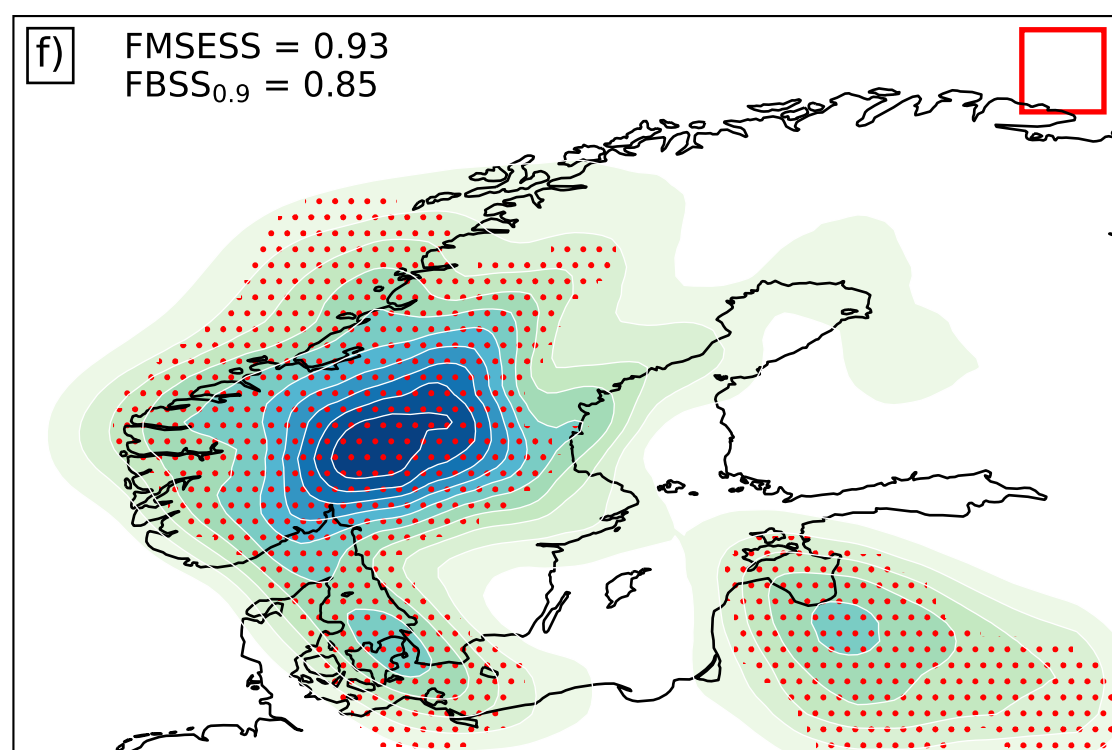 f)
FMSESS = 0.93
FBSS₀.₉ = 0.85